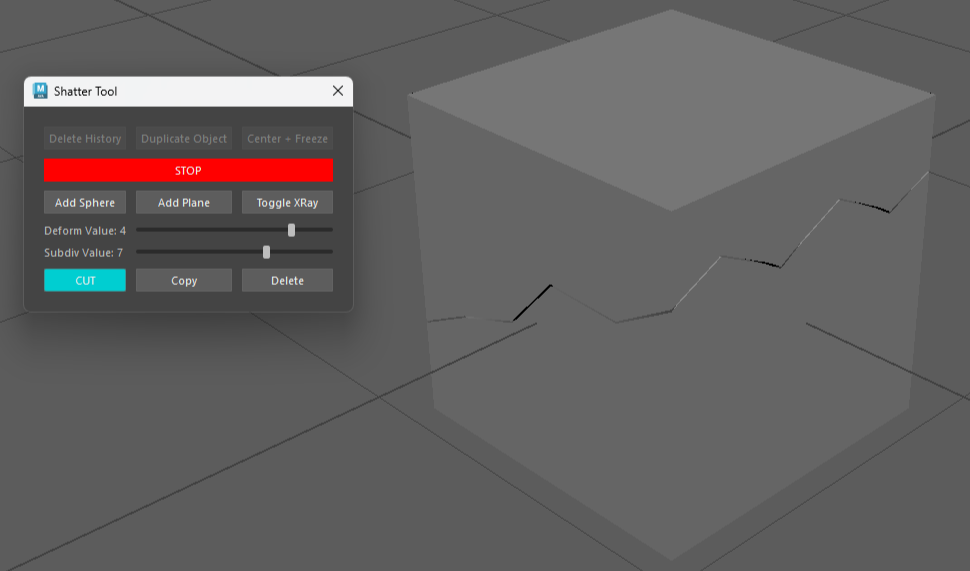 Shatter Tool
Delete History Duplicate Object Center + Freeze
STOP
Add Sphere Add Plane Toggle XRay
Deform Value: 4
Subdiv Value: 7
CUT Copy Delete